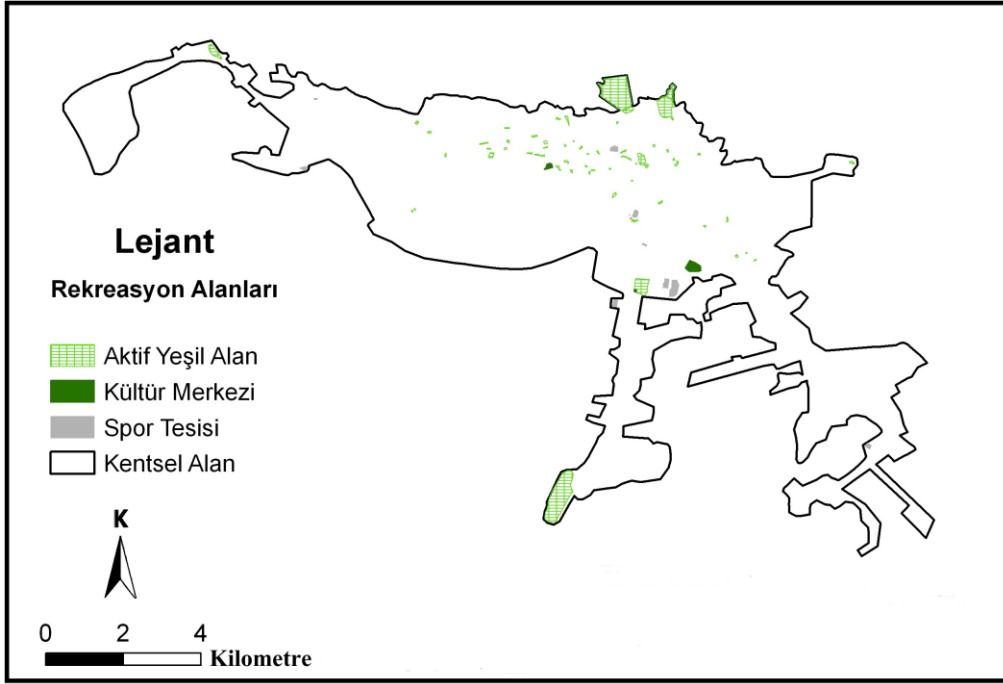 Lejant
Rekreasyon Alanları
Aktif Yeşil Alan
Kültür Merkezi
Spor Tesisi
Kentsel Alan
K
0 2 4
Kilometre